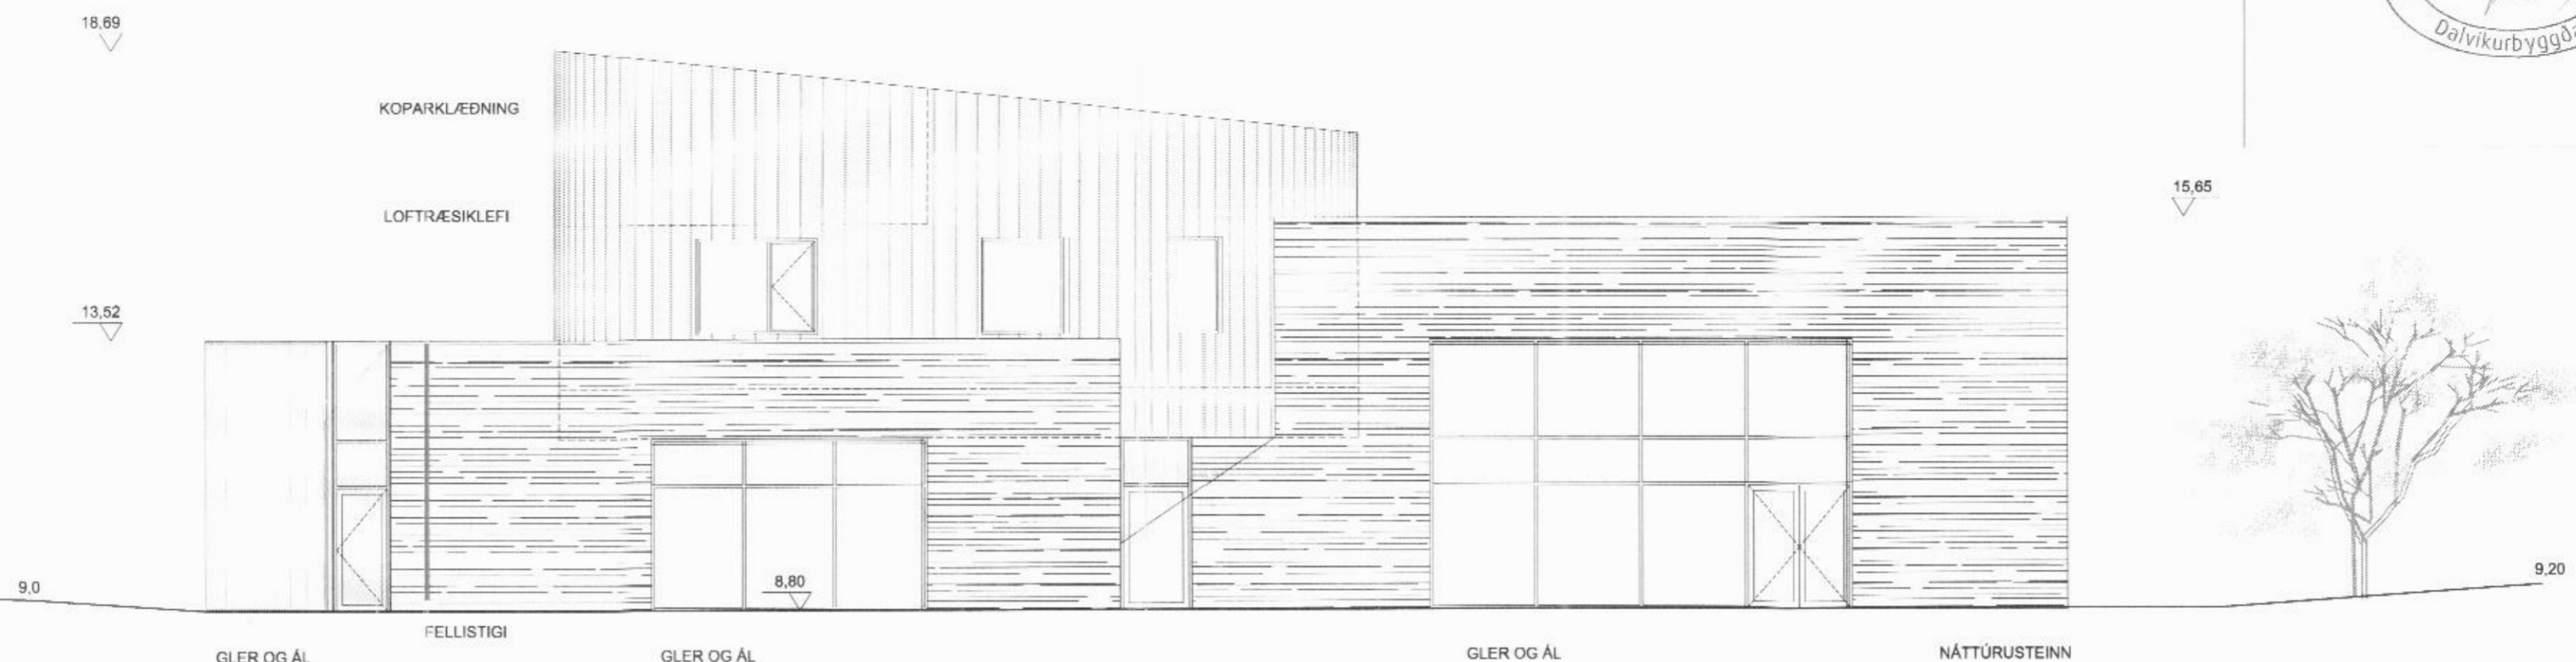 18,69
KOPARKLÆÐNING
LOFTRÆSIKLEFI
15,65
13,52
9,0
8,80
9,20
FELLISTIGI
GLER OG ÁL
GLER OG ÁL
GLER OG ÁL
NÁTTÚRUSTEINN